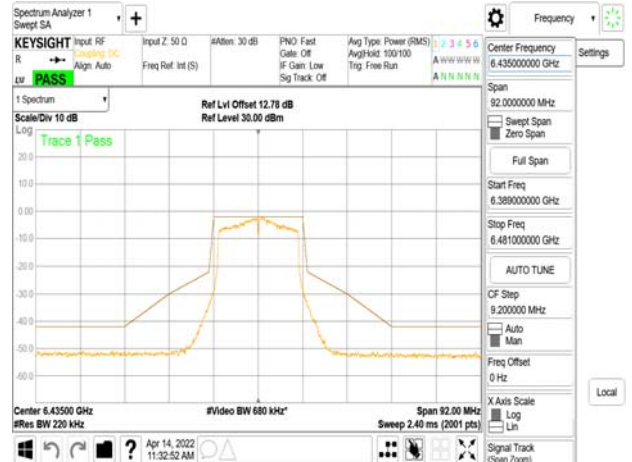 Spectrum Analyzer 1
Swept SA
KEYSIGHT
R
LW
PASS
Input: RF
Coupling: DC
Align: Auto
Input Z: 50 Ω
Freq Ref: Int (S)
#Atten: 30 dB
PNO: Fast
Gate: Off
IF Gain: Low
Sig Track: Off
Avg Type: Power (RMS)
Avg|Hold: 100/100
Trig: Free Run
1 2 3 4 5 6
A W W W W W
A N N N N N
1 Spectrum
Scale/Div 10 dB
Ref Lvl Offset 12.78 dB
Ref Level 30.00 dBm
Log
Trace 1 Pass
20.0
10.0
0.00
-10.0
-20.0
-30.0
-40.0
-50.0
-60.0
Center 6.43500 GHz
#Res BW 220 kHz
#Video BW 680 kHz*
Span 92.00 MHz
Sweep 2.40 ms (2001 pts)
?
Apr 14, 2022
11:32:52 AM
Frequency
Settings
Center Frequency
6.435000000 GHz
Span
92.0000000 MHz
Swept Span
Zero Span
Full Span
Start Freq
6.389000000 GHz
Stop Freq
6.481000000 GHz
AUTO TUNE
CF Step
9.200000 MHz
Auto
Man
Freq Offset
0 Hz
X Axis Scale
Log
Lin
Local
Signal Track
(Span Zoom)